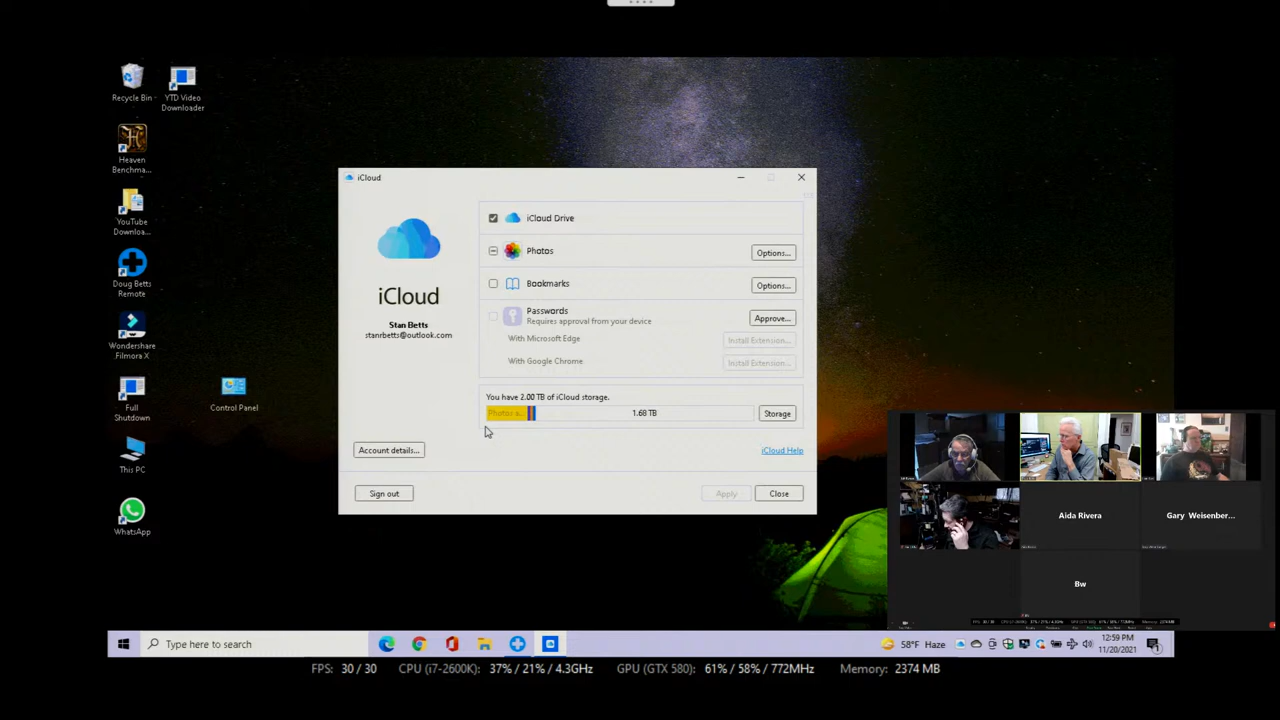 Recycle Bin
YTD Video
Downloader
Heaven
Benchma...
YouTube
Downloa...
Doug Betts
Remote
Wondershare
Filmora X
Full
Shutdown
Control Panel
This PC
WhatsApp
iCloud
iCloud
Stan Betts
stanrbetts@outlook.com
Account details...
Sign out
iCloud Drive
Photos
Options...
Bookmarks
Options...
Passwords
Requires approval from your device
Approve...
With Microsoft Edge
Install Extension...
With Google Chrome
Install Extension...
You have 2.00 TB of iCloud storage.
Photos a...
1.68 TB
Storage
iCloud Help
Apply
Close
Aida Rivera
Gary Weisenber...
Bw
Type here to search
58°F Haze
12:59 PM
11/20/2021
FPS: 30 / 30 CPU (i7-2600K): 37% / 21% / 4.3GHz GPU (GTX 580): 61% / 58% / 772MHz Memory: 2374 MB